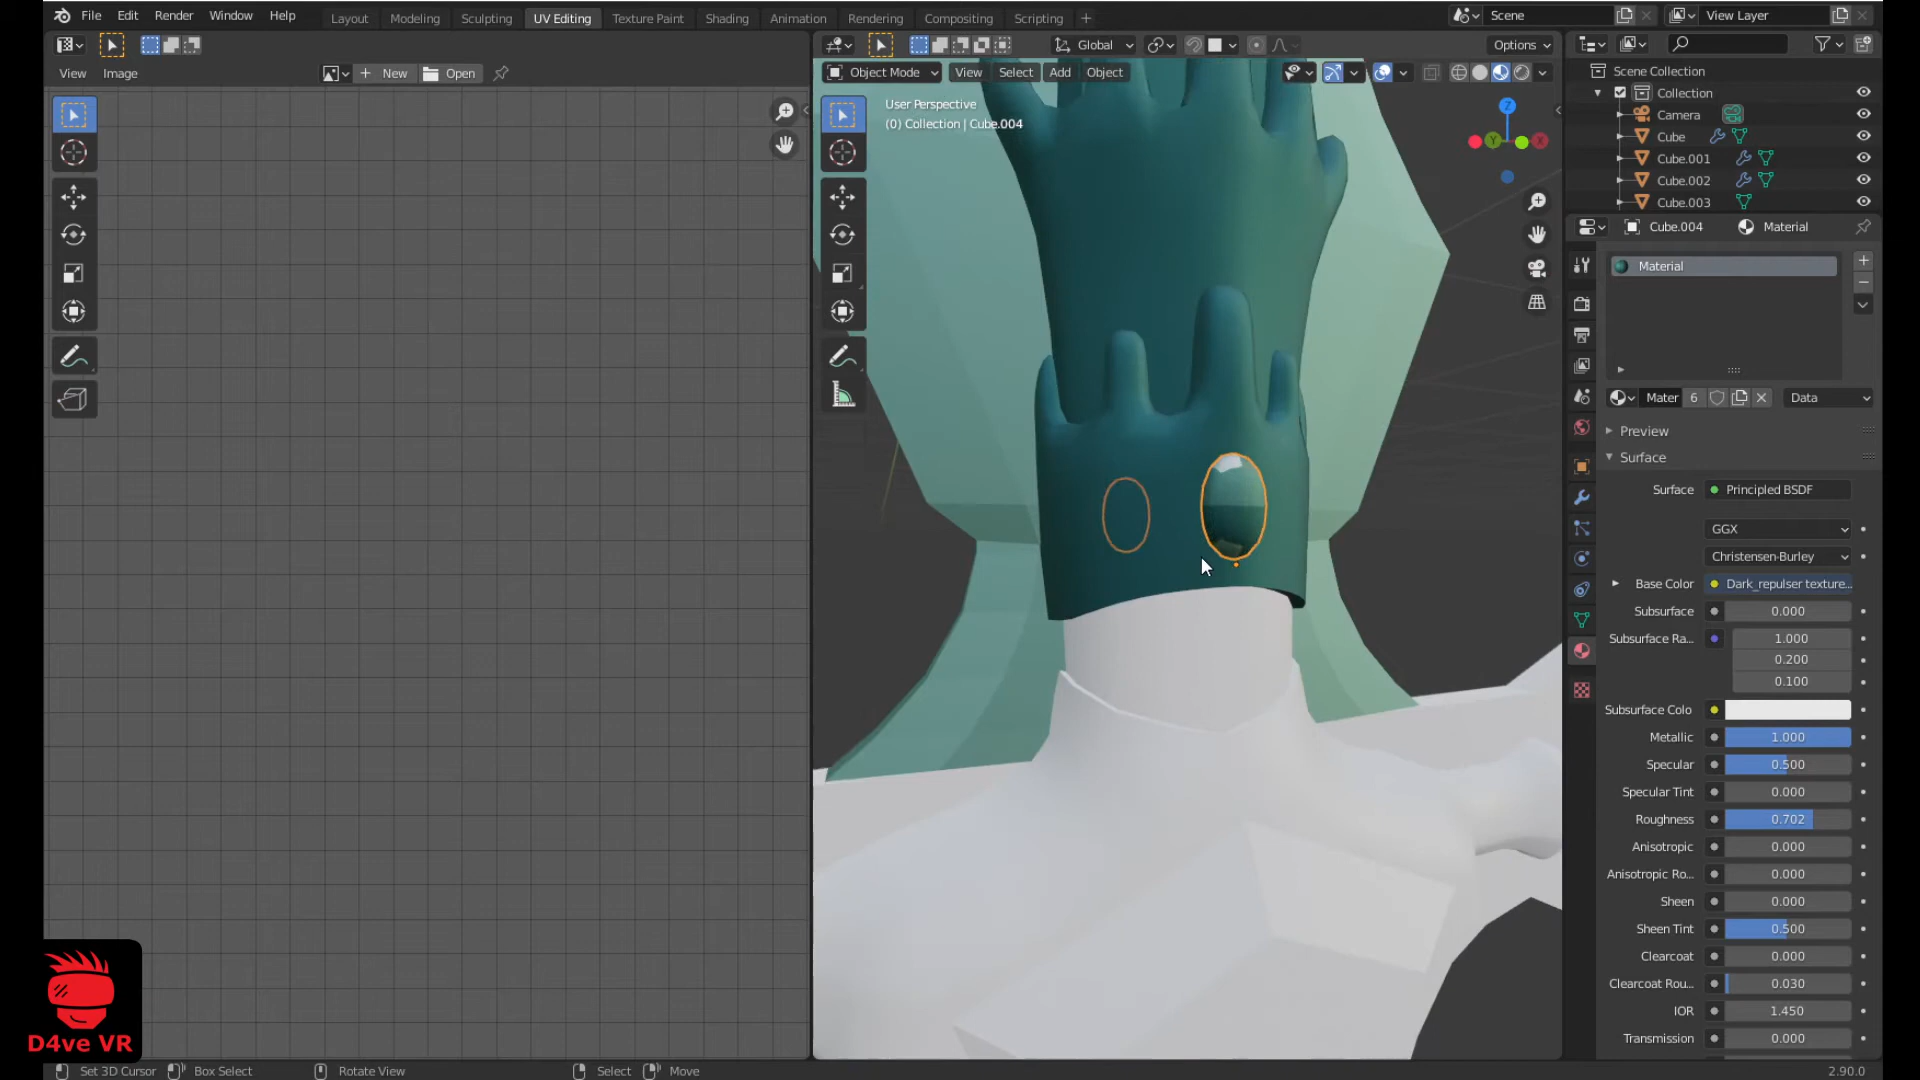 File Edit Render Window Help
Layout Modeling Sculpting UV Editing Texture Paint Shading Animation Rendering Compositing Scripting +
Scene
View Layer
View Image
New
Open
Global
Options
Object Mode View Select Add Object
User Perspective
(0) Collection | Cube.004
Z
Y
X
Scene Collection
Collection
Camera
Cube
Cube.001
Cube.002
Cube.003
Cube.004 Material
Material
Mater 6 Data
Preview
Surface
Surface Principled BSDF
GGX
Christensen-Burley
Base Color Dark_repulser texture...
Subsurface 0.000
Subsurface Ra... 1.000
0.200
0.100
Subsurface Colo
Metallic 1.000
Specular 0.500
Specular Tint 0.000
Roughness 0.702
Anisotropic 0.000
Anisotropic Ro... 0.000
Sheen 0.000
Sheen Tint 0.500
Clearcoat 0.000
Clearcoat Rou... 0.030
IOR 1.450
Transmission 0.000
D4ve VR
Set 3D Cursor Box Select Rotate View Select Move 2.90.0